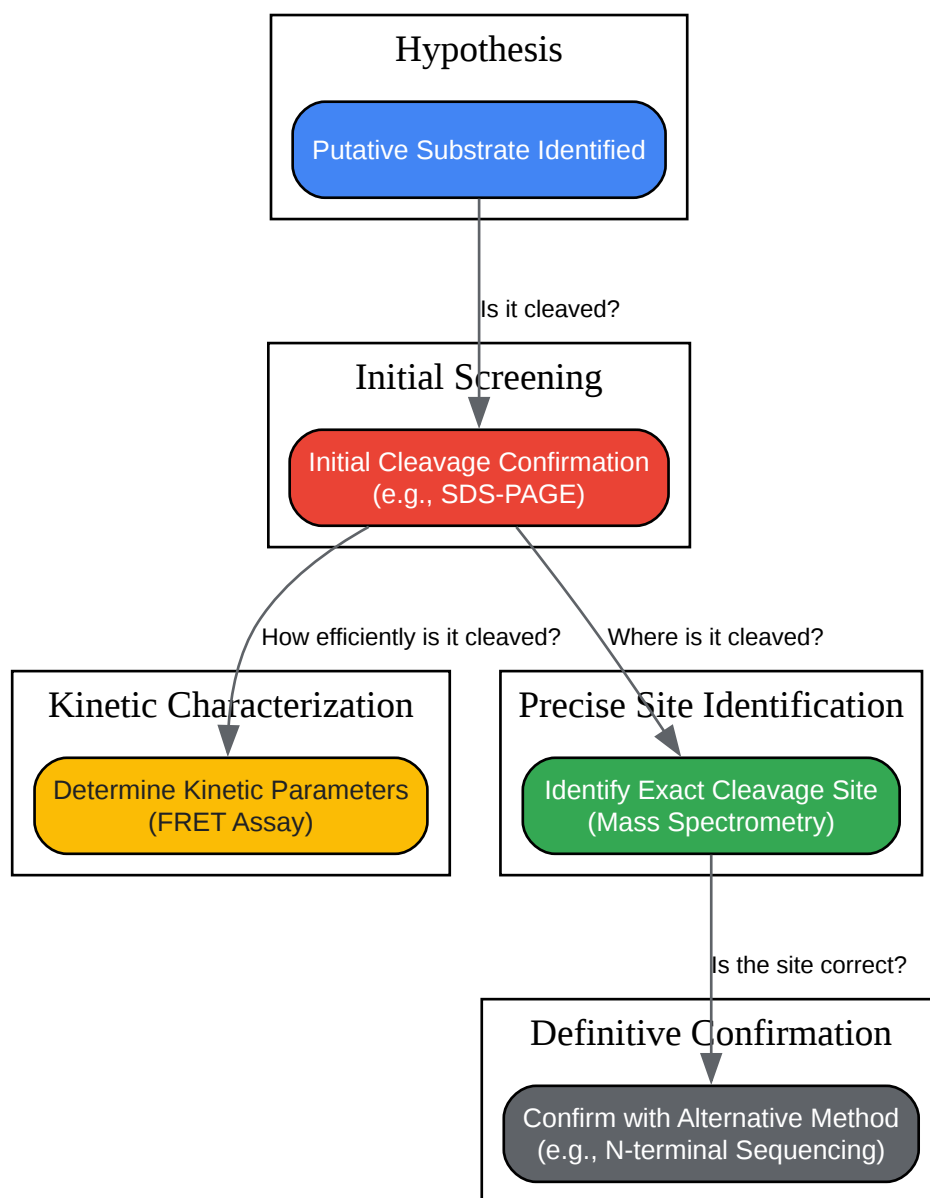 Hypothesis
Putative Substrate Identified
Is it cleaved?
Initial Screening
Initial Cleavage Confirmation
(e.g., SDS-PAGE)
How efficiently is it cleaved?
Where is it cleaved?
Kinetic Characterization
Determine Kinetic Parameters
(FRET Assay)
Precise Site Identification
Identify Exact Cleavage Site
(Mass Spectrometry)
Is the site correct?
Definitive Confirmation
Confirm with Alternative Method
(e.g., N-terminal Sequencing)